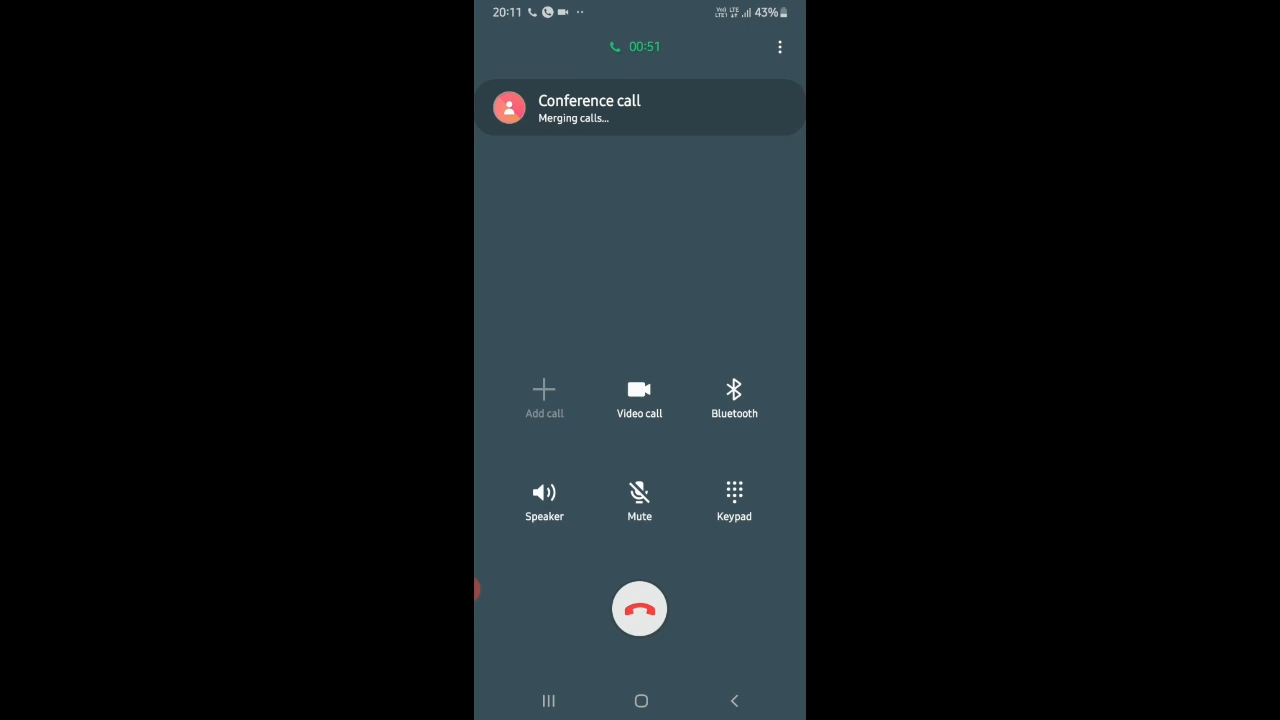 20:11
43%
00:51
Conference call
Merging calls...
Add call
Video call
Bluetooth
Speaker
Mute
Keypad